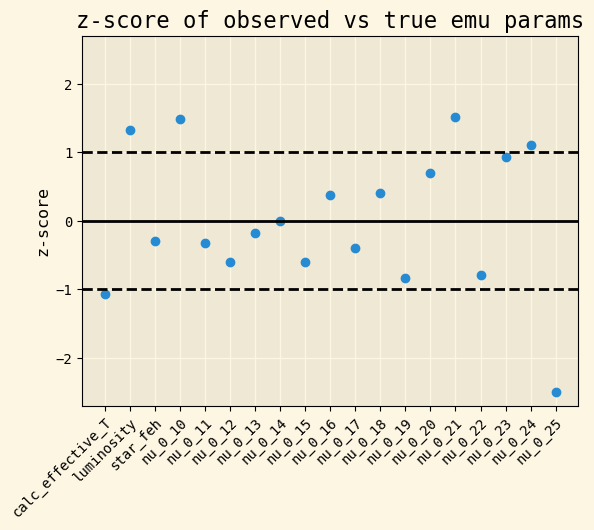 z-score of observed vs true emu params
z-score
2
1
0
−1
−2
calc_effective_T
luminosity
star_feh
nu_0_10
nu_0_11
nu_0_12
nu_0_13
nu_0_14
nu_0_15
nu_0_16
nu_0_17
nu_0_18
nu_0_19
nu_0_20
nu_0_21
nu_0_22
nu_0_23
nu_0_24
nu_0_25